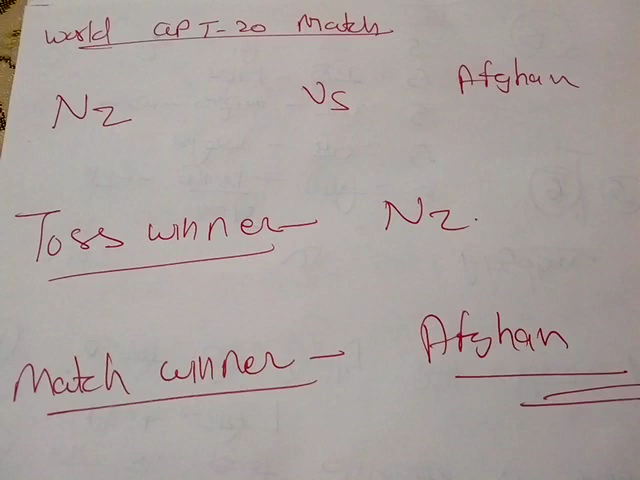 World CUP T-20 Match
NZ VS Afghan
Toss winner - NZ.
Match winner - Afghan